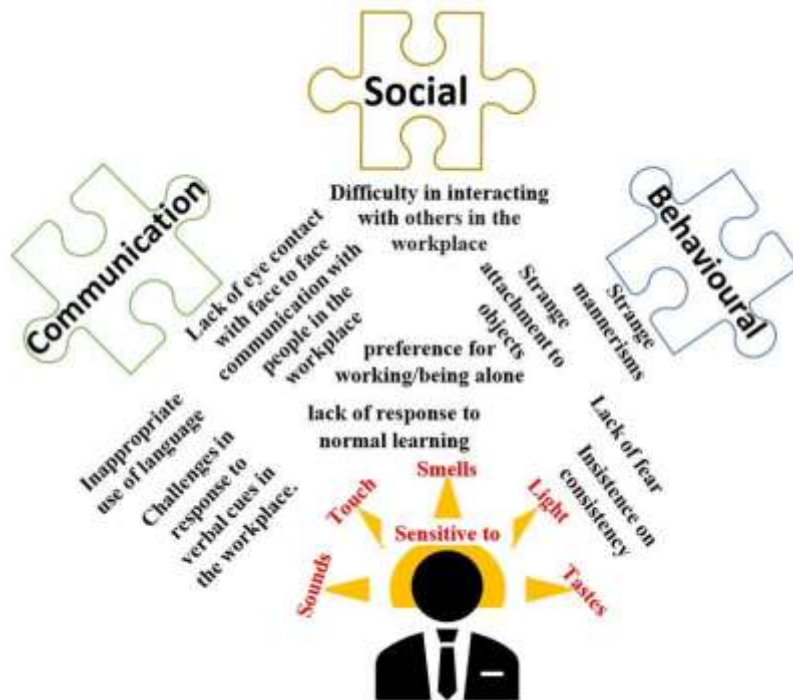 Social
Communication
Behavioural
Difficulty in interacting
with others in the
workplace
Lack of eye contact
with face to face
communication with
people in the
workplace
Strange
attachment to
objects
Strange
mannerisms
preference for
working/being alone
lack of response to
normal learning
Inappropriate
use of language
Challenges in
response to
verbal cues in
the workplace.
Lack of fear
Insistence on
consistency
Smells
Touch
Light
Sensitive to
Sounds
Tastes